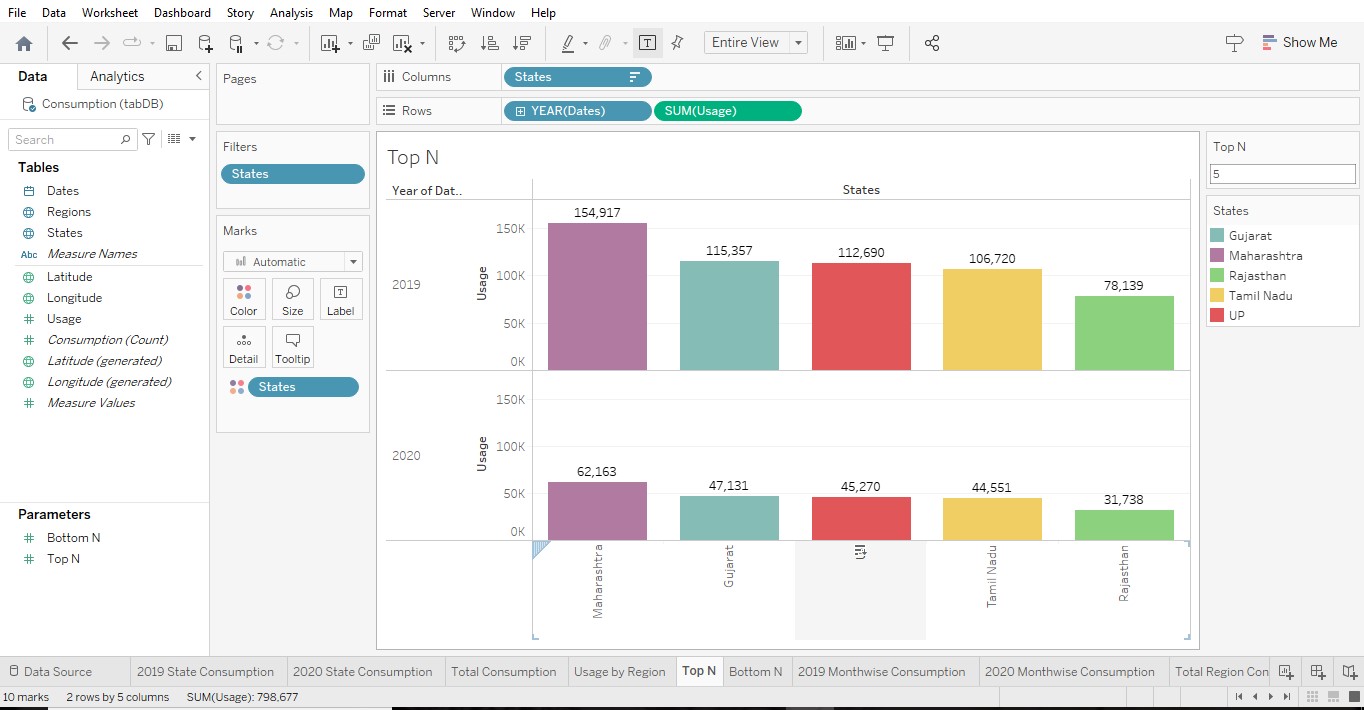 File Data Worksheet Dashboard Story Analysis Map Format Server Window Help
Entire View
Show Me
Data Analytics
Consumption (tabDB)
Search
Tables
Dates
Regions
States
Abc Measure Names
Latitude
Longitude
Usage
Consumption (Count)
Latitude (generated)
Longitude (generated)
Measure Values
Parameters
Bottom N
Top N
Pages
Filters
States
Marks
Automatic
Color Size Label
Detail Tooltip
States
Columns States
Rows YEAR(Dates) SUM(Usage)
Top N
Year of Dat.. States
2019
Usage
150K
100K
50K
0K
154,917 115,357 112,690 106,720 78,139
2020
Usage
150K
100K
50K
0K
62,163 47,131 45,270 44,551 31,738
Maharashtra
Gujarat
Tamil Nadu
Rajasthan
Top N
5
States
Gujarat
Maharashtra
Rajasthan
Tamil Nadu
UP
Data Source 2019 State Consumption 2020 State Consumption Total Consumption Usage by Region Top N Bottom N 2019 Monthwise Consumption 2020 Monthwise Consumption Total Region Con
10 marks 2 rows by 5 columns SUM(Usage): 798,677